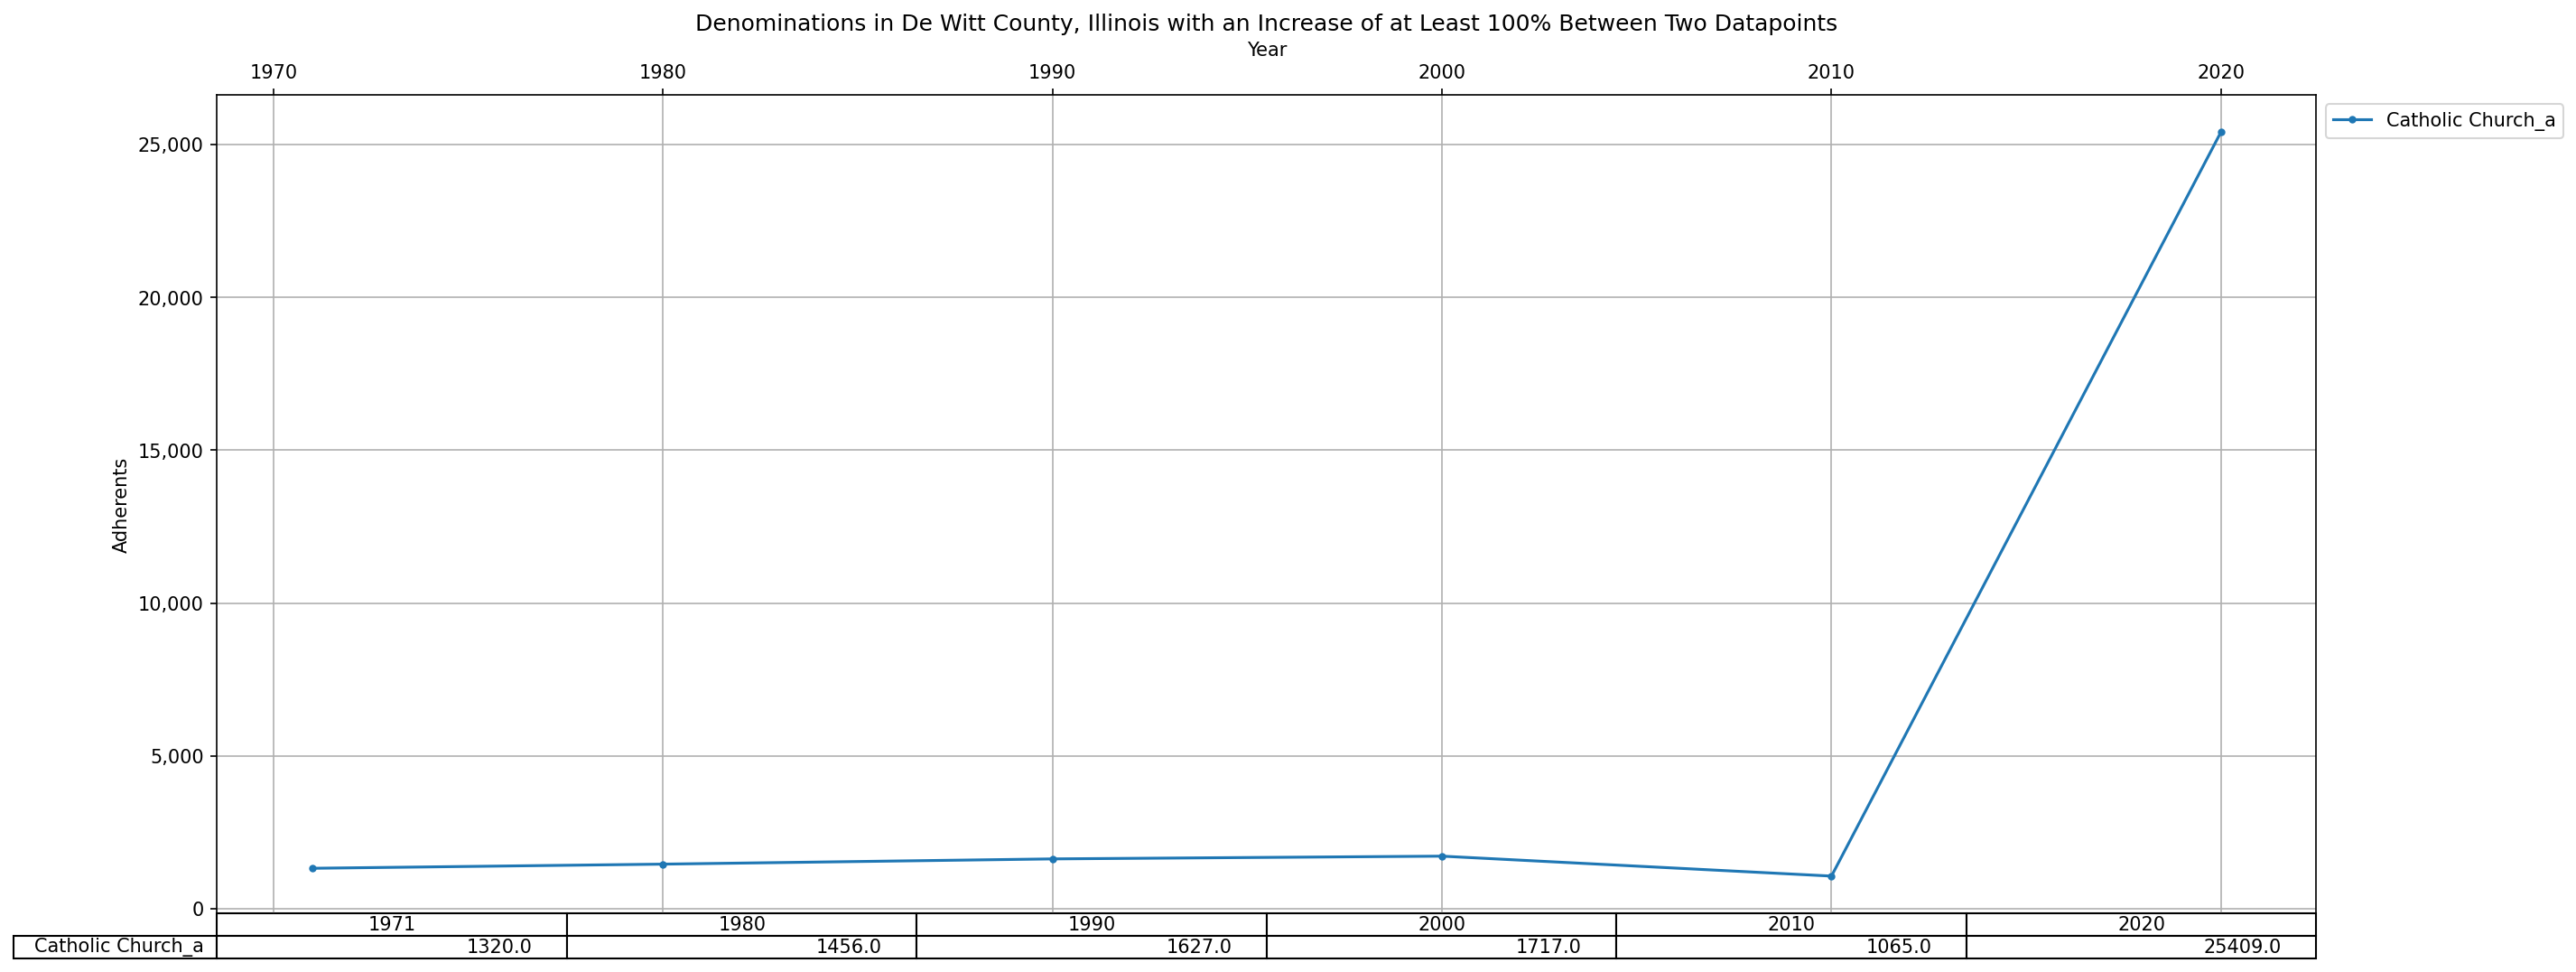 Denominations in De Witt County, Illinois with an Increase of at Least 100% Between Two Datapoints
Year
1970 1980 1990 2000 2010 2020
Catholic Church_a
25,000
20,000
15,000
10,000
5,000
0
Adherents
1971 1980 1990 2000 2010 2020
Catholic Church_a 1320.0 1456.0 1627.0 1717.0 1065.0 25409.0